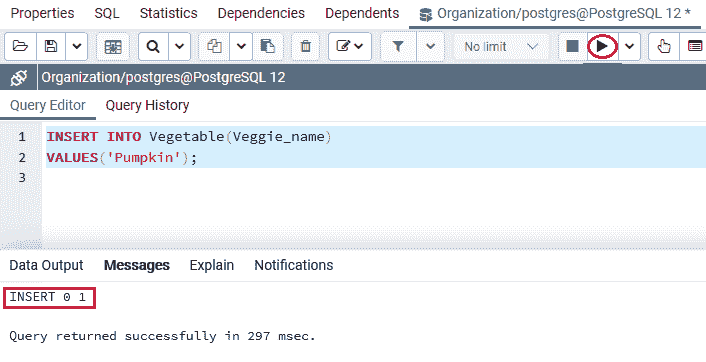 Properties SQL Statistics Dependencies Dependents Organization/postgres@PostgreSQL 12 *
No limit
Organization/postgres@PostgreSQL 12
Query Editor Query History
1 INSERT INTO Vegetable(Veggie_name)
2 VALUES('Pumpkin');
3
Data Output Messages Explain Notifications
INSERT 0 1
Query returned successfully in 297 msec.